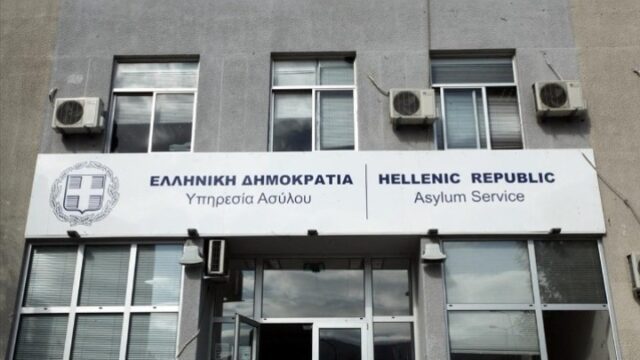 ΕΛΛΗΝΙΚΗ ΔΗΜΟΚΡΑΤΙΑ
Υπηρεσία Ασύλου
HELLENIC REPUBLIC
Asylum Service